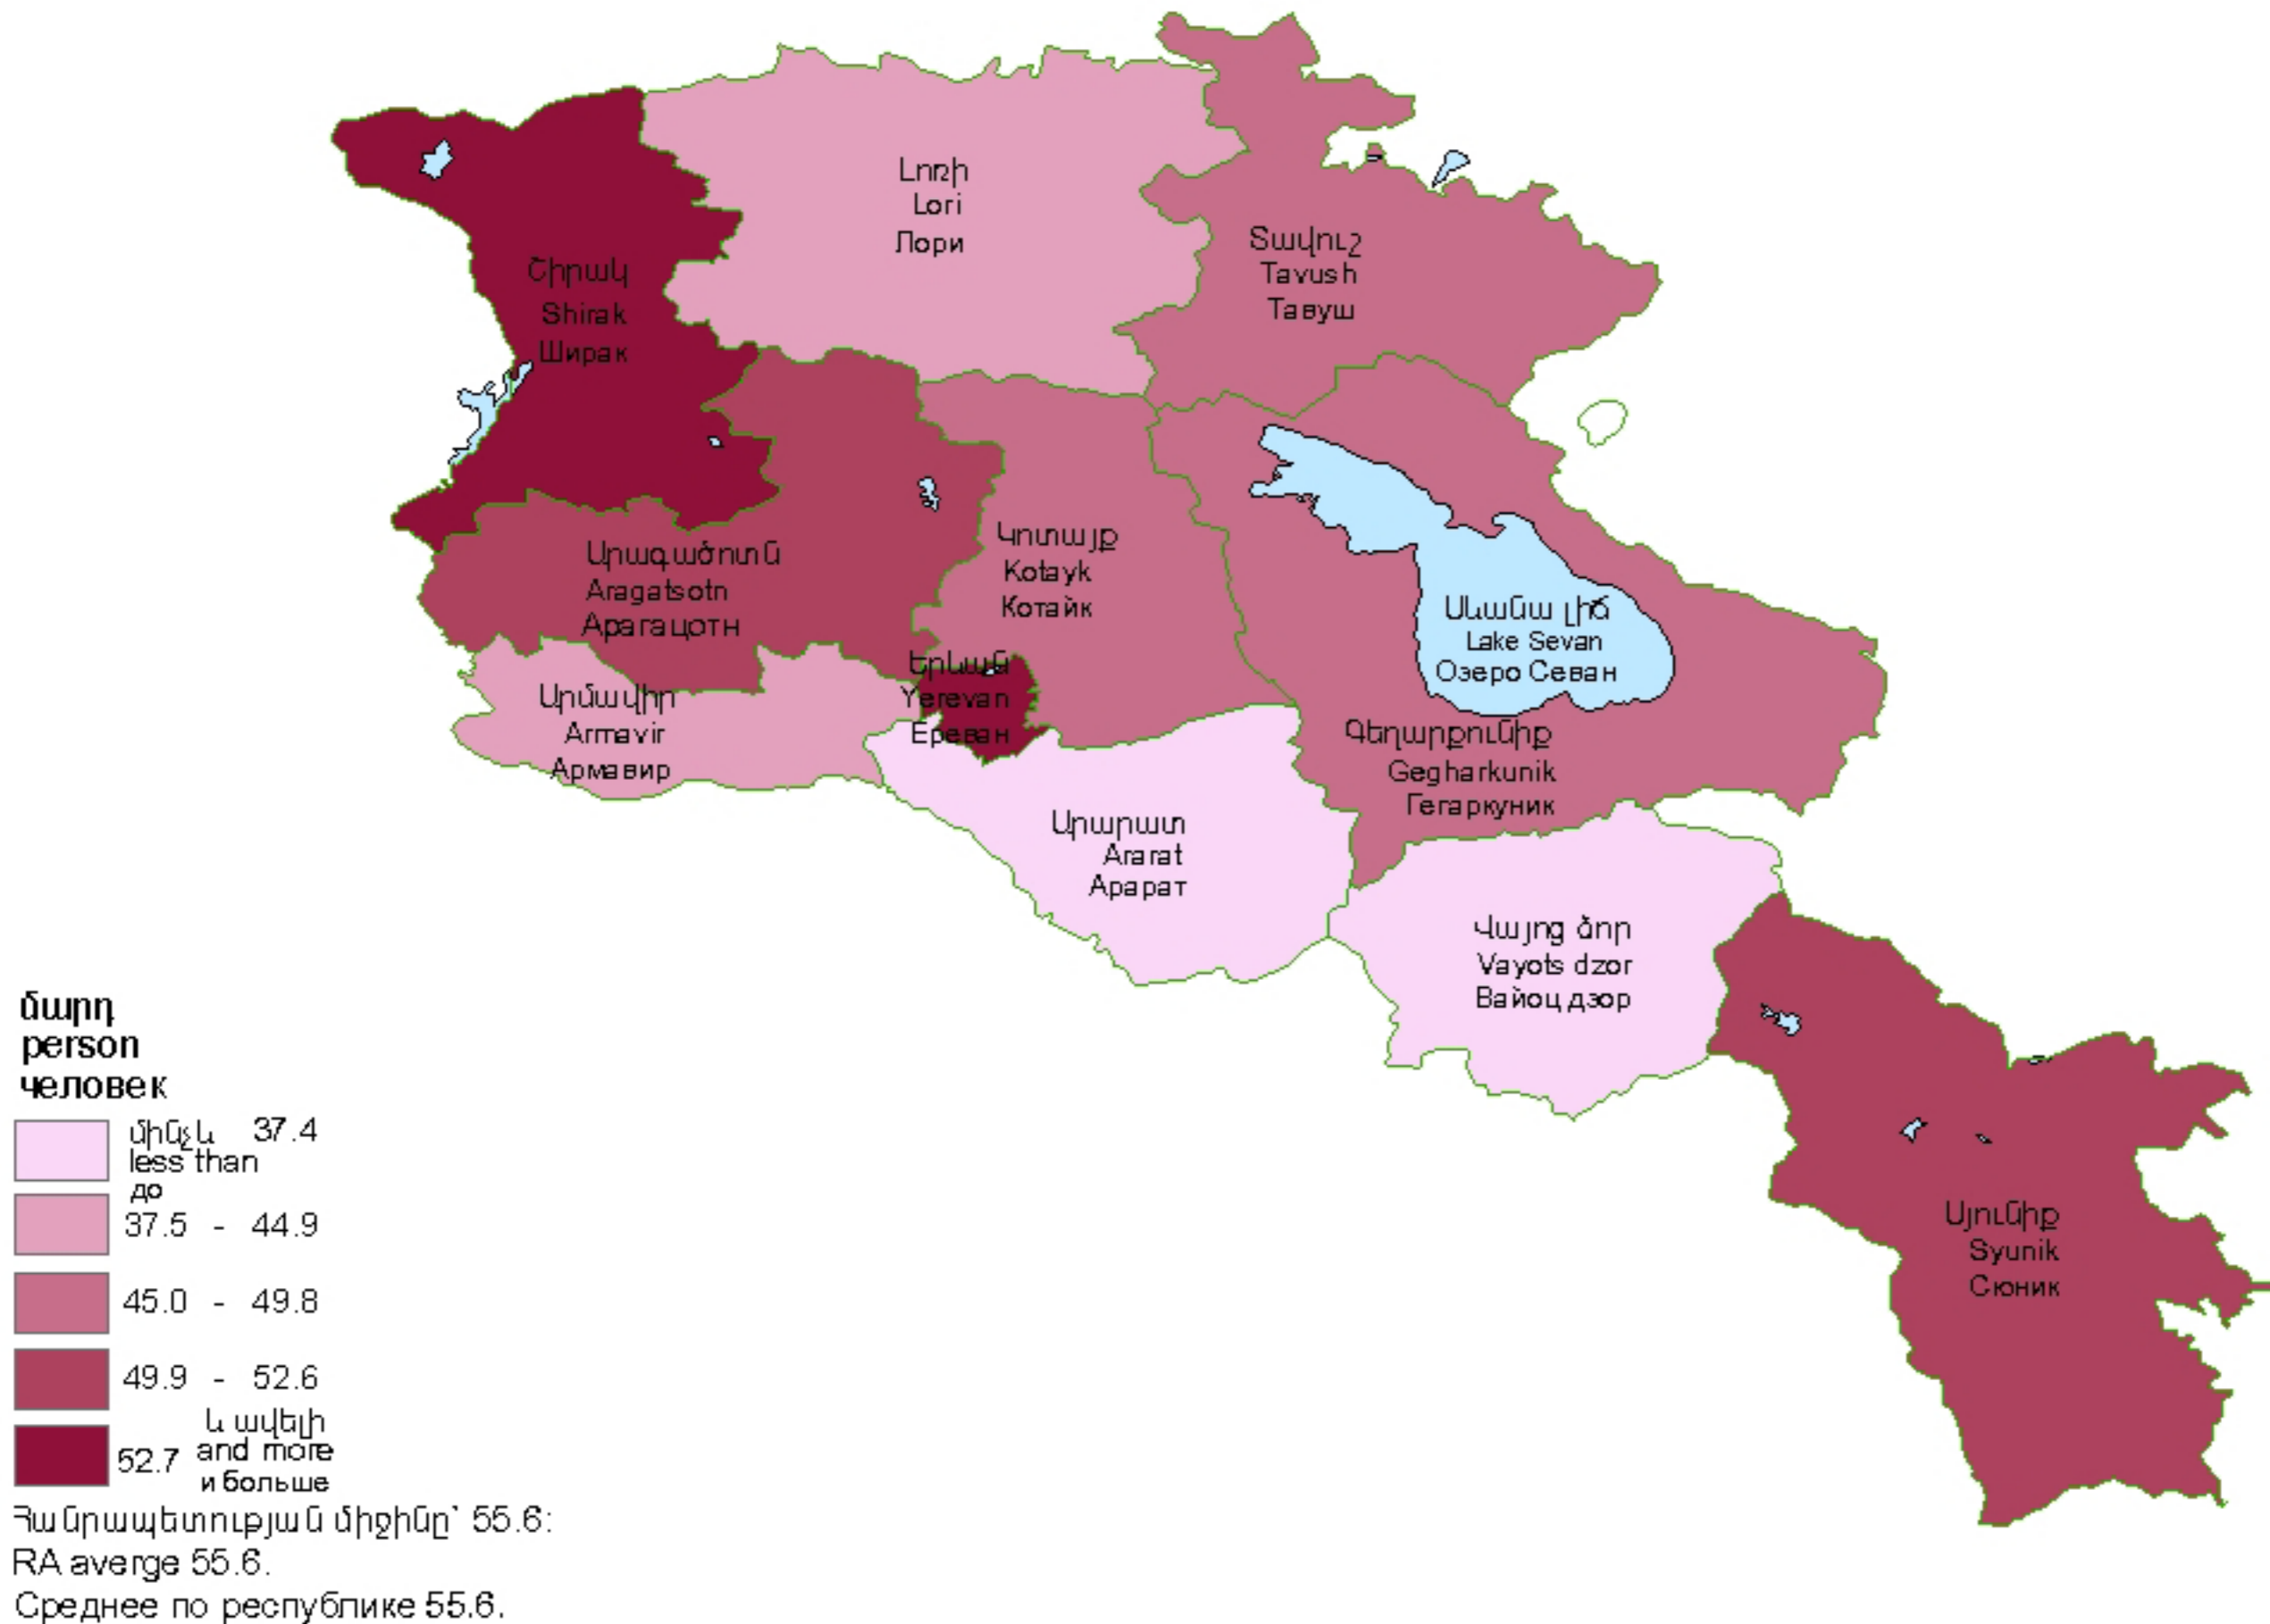 Լոռի
Lori
Лори
Տավուշ
Tavush
Тавуш
Շիրակ
Shirak
Ширак
Արագածոտն
Aragatsotn
Арагацотн
Կոտայք
Kotayk
Котайк
Սևանա լիճ
Lake Sevan
Озеро Севан
Երևան
Yerevan
Ереван
Արմավիր
Armavir
Армавир
Գեղարքունիք
Gegharkunik
Гегаркуник
Արարատ
Ararat
Арарат
Վայոց ձոր
Vayots dzor
Вайоц дзор
Սյունիք
Syunik
Сюник
մարդ
person
человек
մինչև 37.4
less than
до
37.5 - 44.9
45.0 - 49.8
49.9 - 52.6
և ավելի
52.7 and more
и больше
Հանրապետության միջինը՝ 55.6:
RA averge 55.6.
Среднее по республике 55.6.